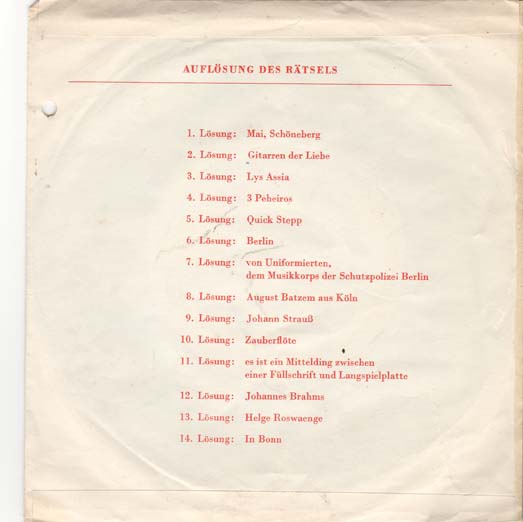 AUFLÖSUNG DES RÄTSELS
1. Lösung: Mai, Schöneberg
2. Lösung: Gitarren der Liebe
3. Lösung: Lys Assia
4. Lösung: 3 Peheiros
5. Lösung: Quick Stepp
6. Lösung: Berlin
7. Lösung: von Uniformierten,
dem Musikkorps der Schutzpolizei Berlin
8. Lösung: August Batzem aus Köln
9. Lösung: Johann Strauß
10. Lösung: Zauberflöte
11. Lösung: es ist ein Mittelding zwischen
einer Füllschrift und Langspielplatte
12. Lösung: Johannes Brahms
13. Lösung: Helge Roswaenge
14. Lösung: In Bonn